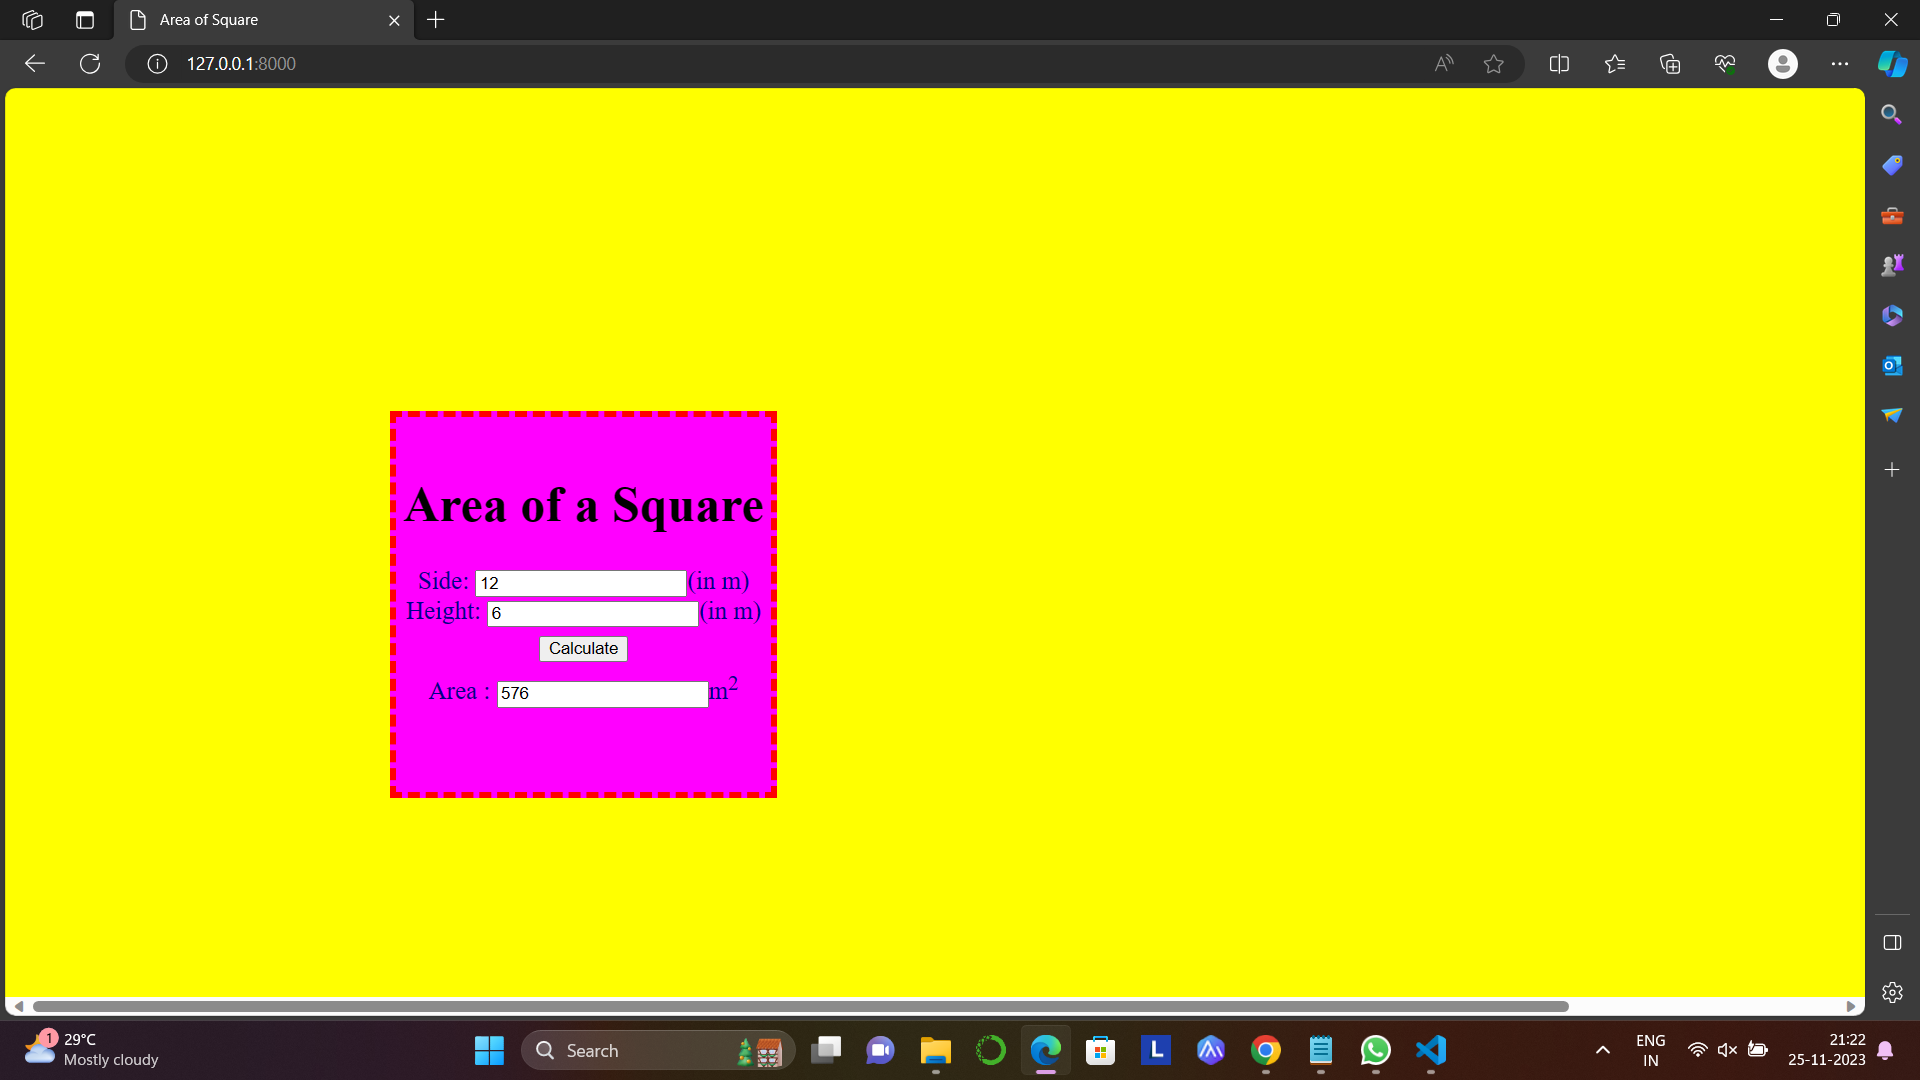 Area of Square
127.0.0.1:8000
Area of a Square
Side: 12 (in m)
Height: 6 (in m)
Calculate
Area : 576 m2
1
29°C
Mostly cloudy
Search
L
ENG
IN
21:22
25-11-2023